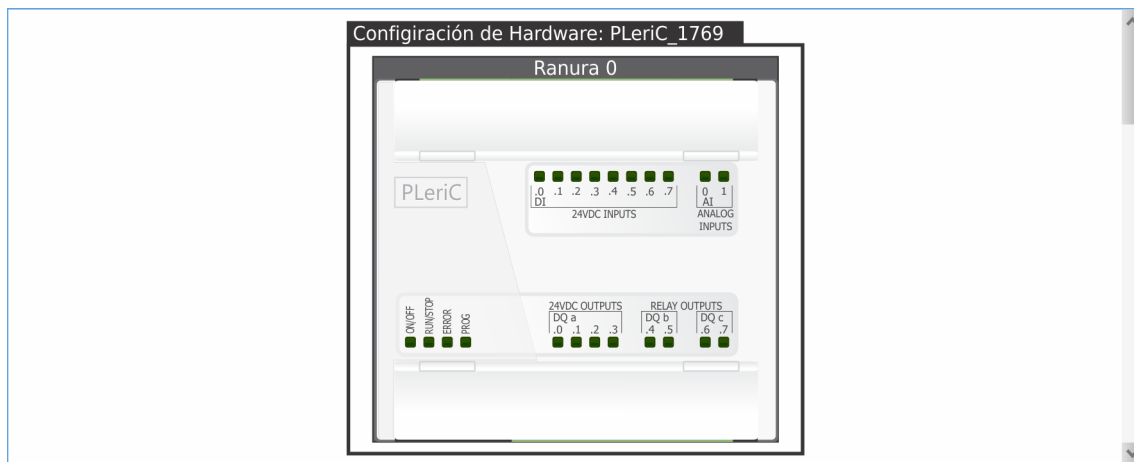 Configiración de Hardware: PLeriC_1769
Ranura 0
PLeriC
.0 .1 .2 .3 .4 .5 .6 .7
DI
24VDC INPUTS
0 1
AI
ANALOG
INPUTS
ON/OFF
RUN/STOP
ERROR
PROG
24VDC OUTPUTS
DQ a
.0 .1 .2 .3
RELAY OUTPUTS
DQ b
.4 .5
DQ c
.6 .7